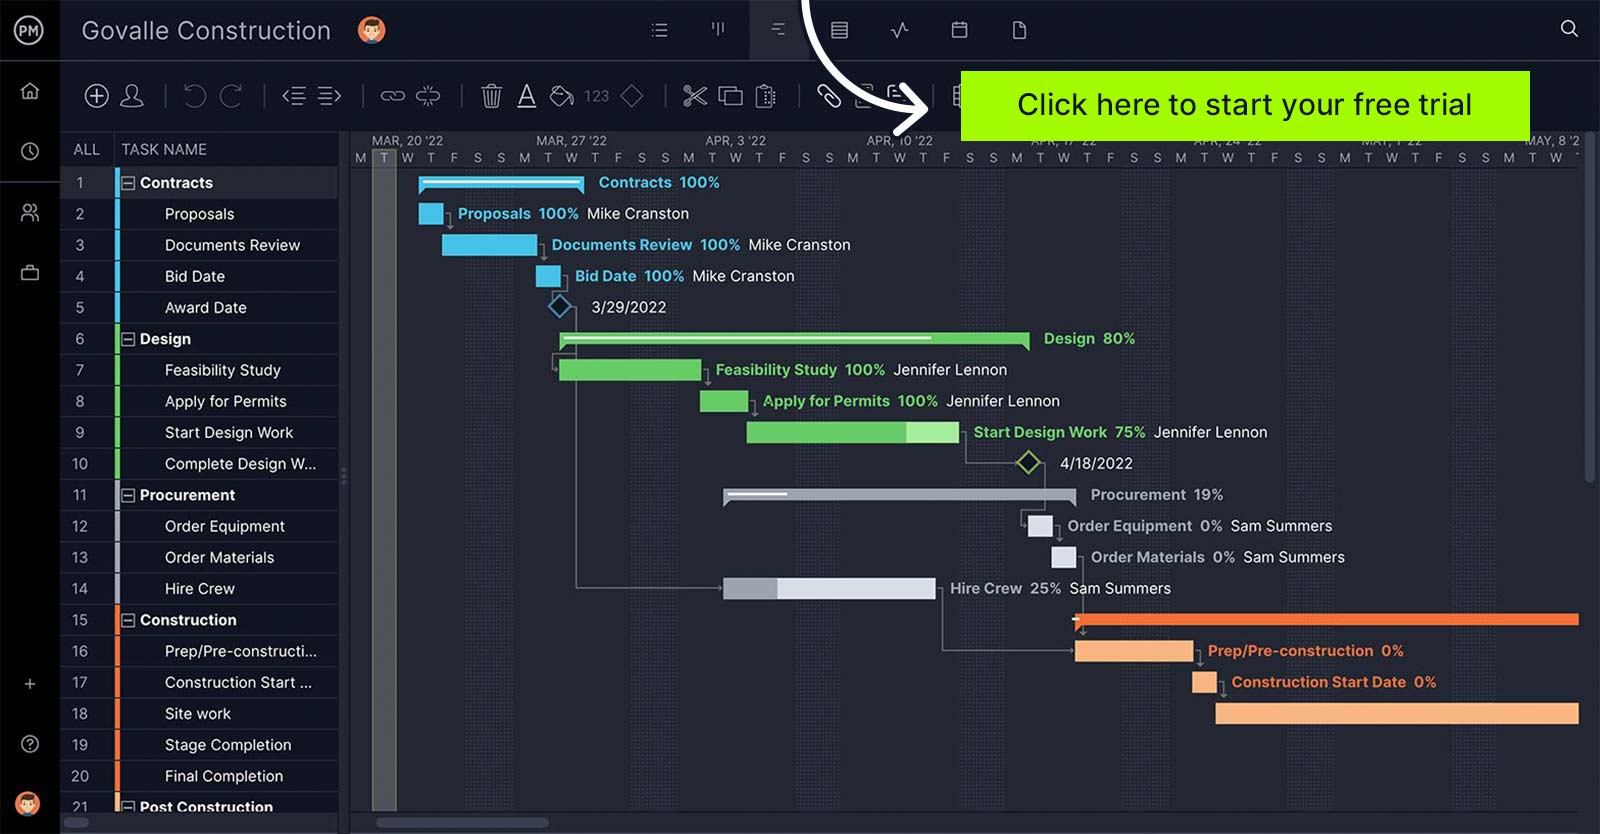 PM
Govalle Construction
123
Click here to start your free trial
ALL TASK NAME
MAR, 20 '22 MAR, 27 '22 APR, 3 '22 APR, 10 '22 APR, 17 '22 APR, 24 '22 MAY, 1 '22 MAY, 8 '2
M T W T F S S M T W T F S S M T W T F S S M T W T F S S M T W T F S S M T W T F S S M T W T F S S M T W
1 Contracts Contracts 100%
2 Proposals Proposals 100% Mike Cranston
3 Documents Review Documents Review 100% Mike Cranston
4 Bid Date Bid Date 100% Mike Cranston
5 Award Date 3/29/2022
6 Design Design 80%
7 Feasibility Study Feasibility Study 100% Jennifer Lennon
8 Apply for Permits Apply for Permits 100% Jennifer Lennon
9 Start Design Work Start Design Work 75% Jennifer Lennon
10 Complete Design W... 4/18/2022
11 Procurement Procurement 19%
12 Order Equipment Order Equipment 0% Sam Summers
13 Order Materials Order Materials 0% Sam Summers
14 Hire Crew Hire Crew 25% Sam Summers
15 Construction
16 Prep/Pre-constructi... Prep/Pre-construction 0%
17 Construction Start ... Construction Start Date 0%
18 Site work
19 Stage Completion
20 Final Completion
21 Post Construction